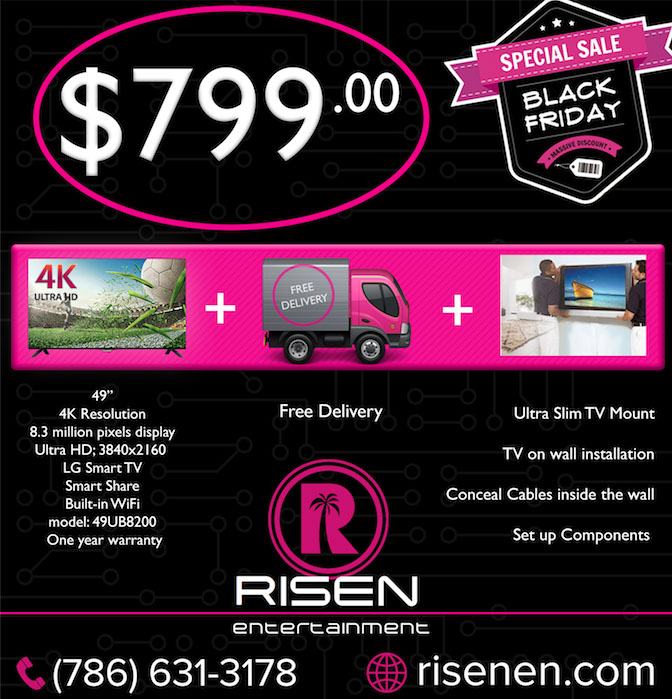 $799.00
SPECIAL SALE
BLACK
FRIDAY
MASSIVE DISCOUNT
4K
ULTRA HD
+
FREE
DELIVERY
+
49”
4K Resolution
8.3 million pixels display
Ultra HD; 3840x2160
LG Smart TV
Smart Share
Built-in WiFi
model: 49UB8200
One year warranty
Free Delivery
Ultra Slim TV Mount
TV on wall installation
Conceal Cables inside the wall
Set up Components
R
RISEN
entertainment
(786) 631-3178
risenen.com